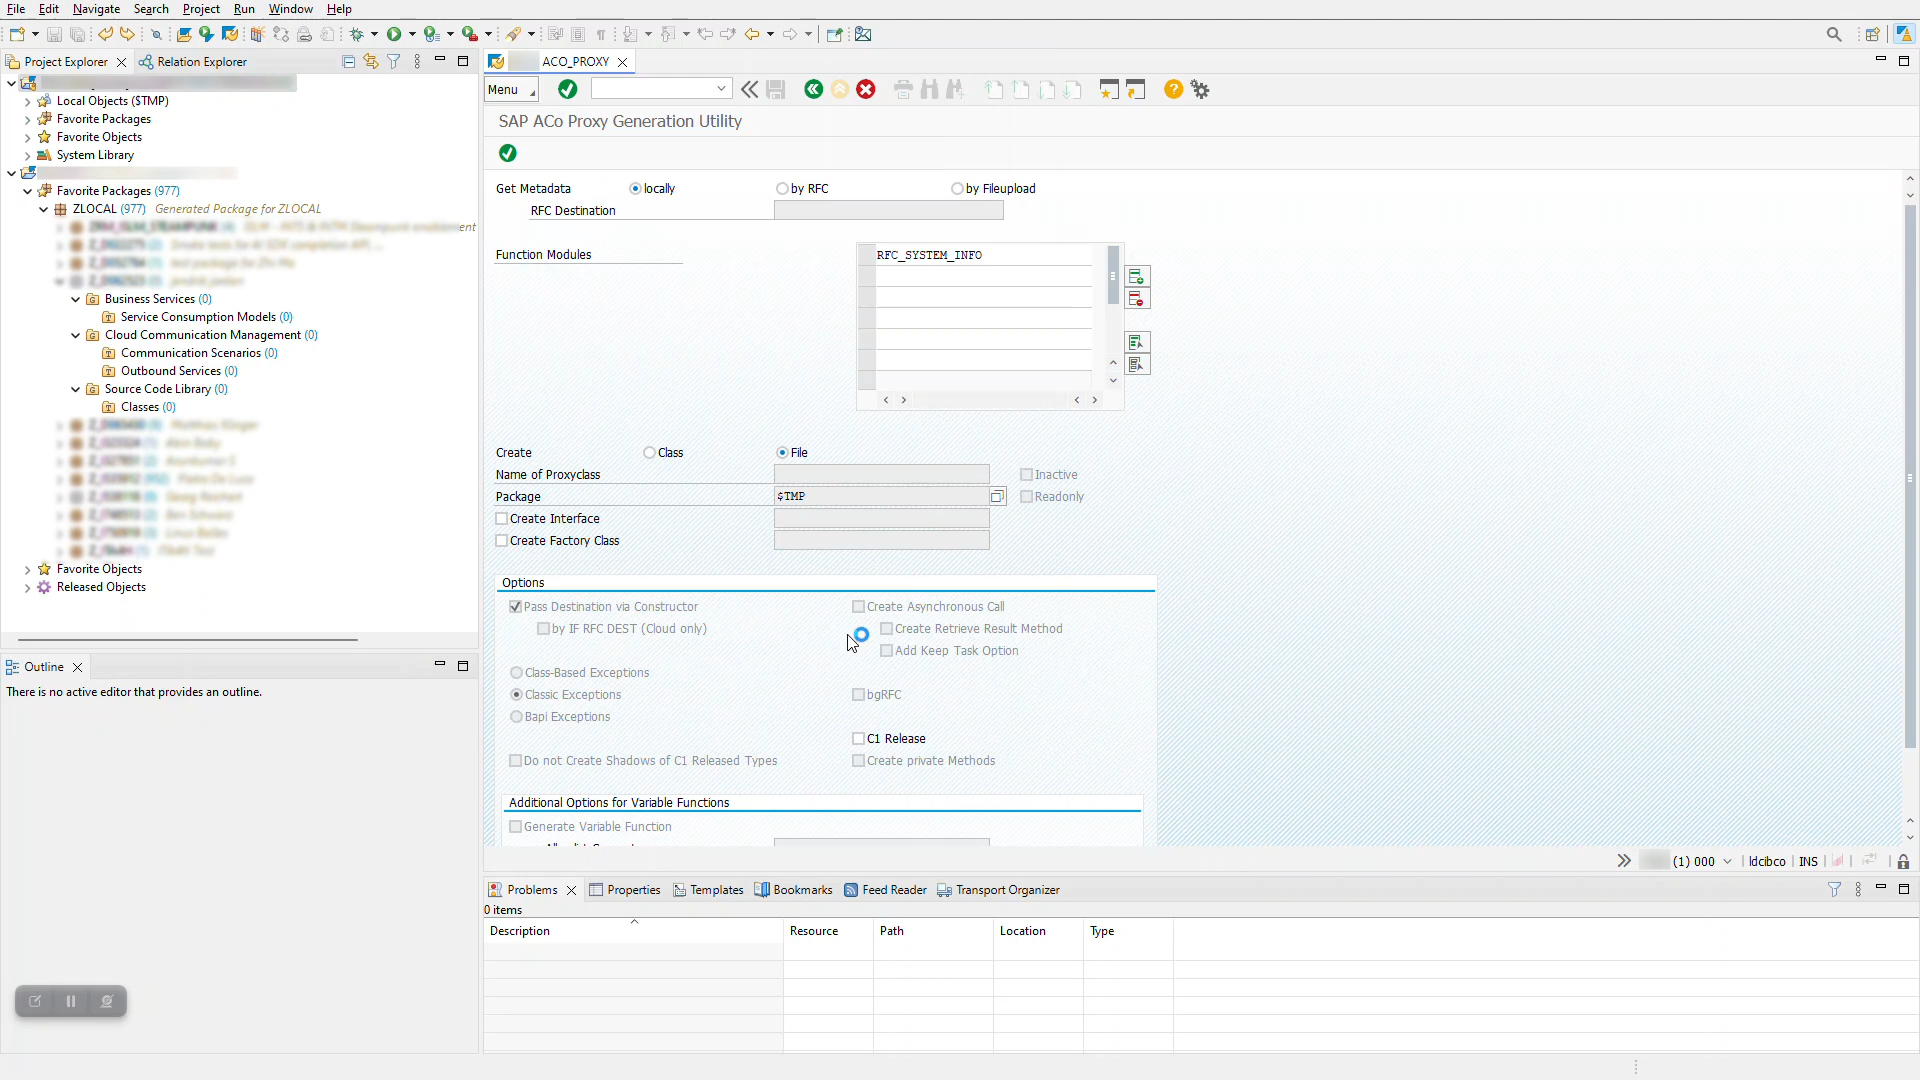 File Edit Navigate Search Project Run Window Help
Project Explorer Relation Explorer
ACO_PROXY
Local Objects ($TMP)
Favorite Packages
Favorite Objects
System Library
Favorite Packages (977)
ZLOCAL (977) Generated Package for ZLOCAL
Business Services (0)
Service Consumption Models (0)
Cloud Communication Management (0)
Communication Scenarios (0)
Outbound Services (0)
Source Code Library (0)
Classes (0)
Favorite Objects
Released Objects
Outline
There is no active editor that provides an outline.
Menu
SAP ACo Proxy Generation Utility
Get Metadata locally by RFC by Fileupload
RFC Destination
Function Modules RFC_SYSTEM_INFO
Create Class File
Name of Proxyclass Inactive
Package $TMP Readonly
Create Interface
Create Factory Class
Options
Pass Destination via Constructor Create Asynchronous Call
by IF RFC DEST (Cloud only) Create Retrieve Result Method
Add Keep Task Option
Class-Based Exceptions
Classic Exceptions bgRFC
Bapi Exceptions
C1 Release
Do not Create Shadows of C1 Released Types Create private Methods
Additional Options for Variable Functions
Generate Variable Function
(1) 000 ldcibco INS
Problems Properties Templates Bookmarks Feed Reader Transport Organizer
0 items
Description Resource Path Location Type